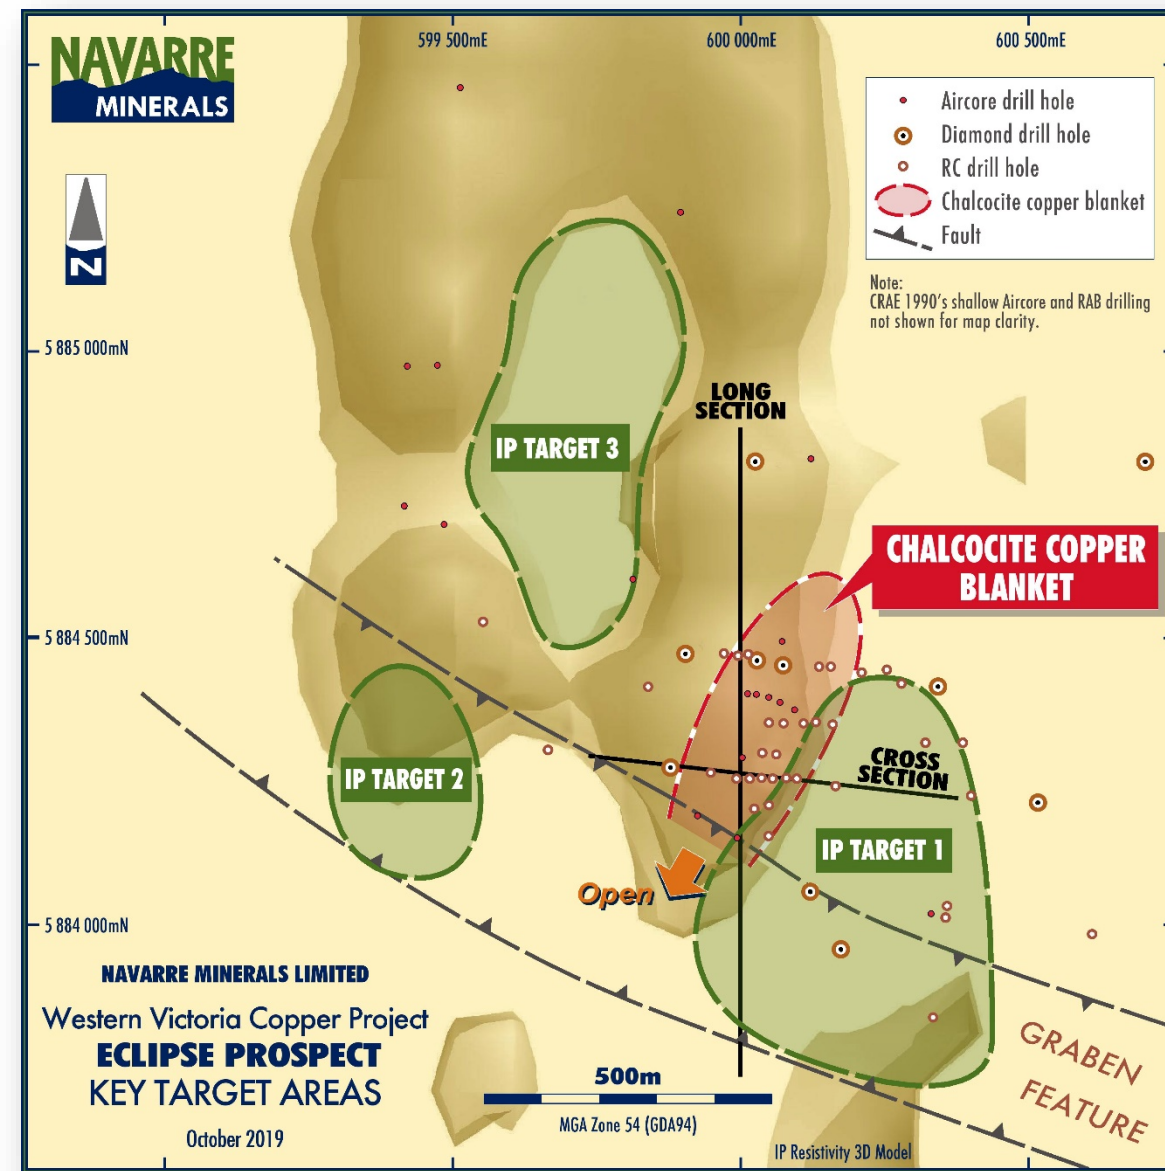 NAVARRE
MINERALS
599 500mE
600 000mE
600 500mE
Aircore drill hole
Diamond drill hole
RC drill hole
Chalcocite copper blanket
Fault
Note:
CRAE 1990's shallow Aircore and RAB drilling
not shown for map clarity.
N
5 885 000mN
LONG
SECTION
IP TARGET 3
CHALCOCITE COPPER
BLANKET
5 884 500mN
CROSS
SECTION
IP TARGET 2
IP TARGET 1
Open
5 884 000mN
NAVARRE MINERALS LIMITED
Western Victoria Copper Project
ECLIPSE PROSPECT
KEY TARGET AREAS
October 2019
500m
MGA Zone 54 (GDA94)
GRABEN
FEATURE
IP Resistivity 3D Model